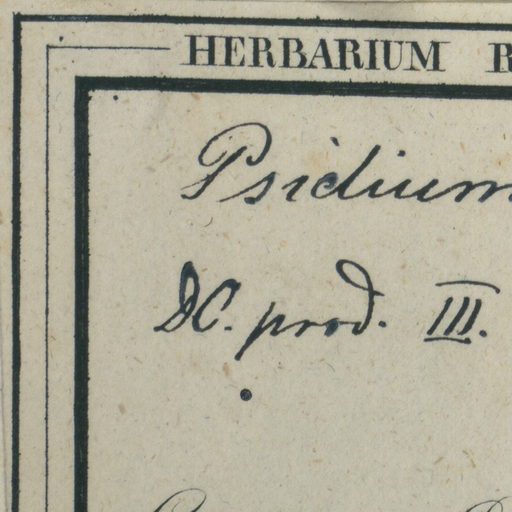 HERBARIUM
Psidium
DC. prod. III.